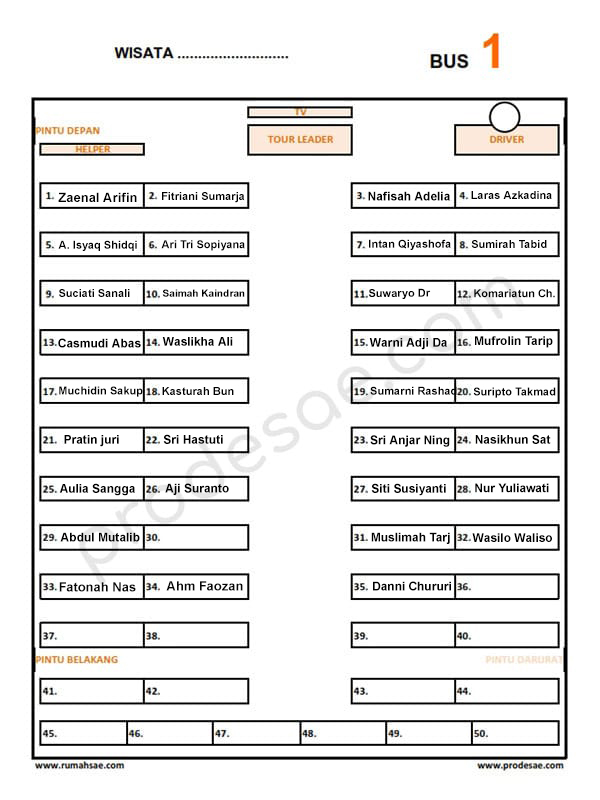 WISATA ...........................
BUS 1
TV
PINTU DEPAN
TOUR LEADER
DRIVER
HELPER
1. Zaenal Arifin 2. Fitriani Sumarja 3. Nafisah Adelia 4. Laras Azkadina
5. A. Isyaq Shidqi 6. Ari Tri Sopiyana 7. Intan Qiyashofa 8. Sumirah Tabid
9. Suciati Sanali 10. Saimah Kaindran 11. Suwaryo Dr 12. Komariatun Ch.
13. Casmudi Abas 14. Waslikha Ali 15. Warni Adji Da 16. Mufrolin Tarip
17. Muchidin Sakup 18. Kasturah Bun 19. Sumarni Rashad 20. Suripto Takmad
21. Pratin juri 22. Sri Hastuti 23. Sri Anjar Ning 24. Nasikhun Sat
25. Aulia Sangga 26. Aji Suranto 27. Siti Susiyanti 28. Nur Yuliawati
29. Abdul Mutalib 30. 31. Muslimah Tarj 32. Wasilo Waliso
33. Fatonah Nas 34. Ahm Faozan 35. Danni Chururi 36.
37. 38. 39. 40.
PINTU BELAKANG PINTU DARURAT
41. 42. 43. 44.
45. 46. 47. 48. 49. 50.
www.rumahsae.com www.prodesae.com
prodesae.com